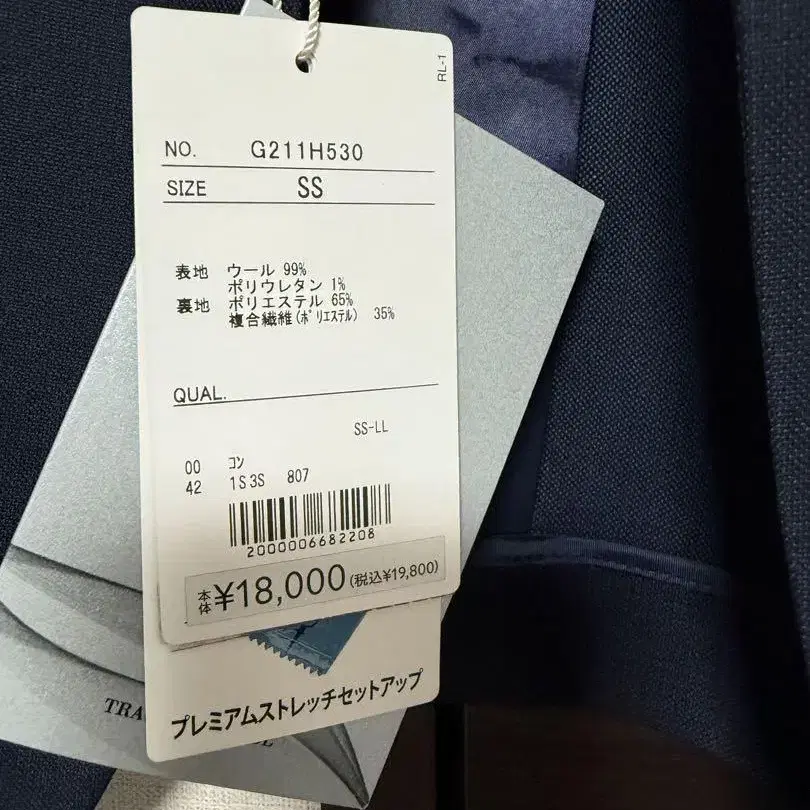 RL-1
NO. G211H530
SIZE SS
表地 ウール 99%
ポリウレタン 1%
裏地 ポリエステル 65%
複合繊維(ポリエステル) 35%
QUAL.
SS-LL
00 コン
42 1S3S 807
2000006682208
本体¥18,000(税込¥19,800)
プレミアムストレッチセットアップ
TRA